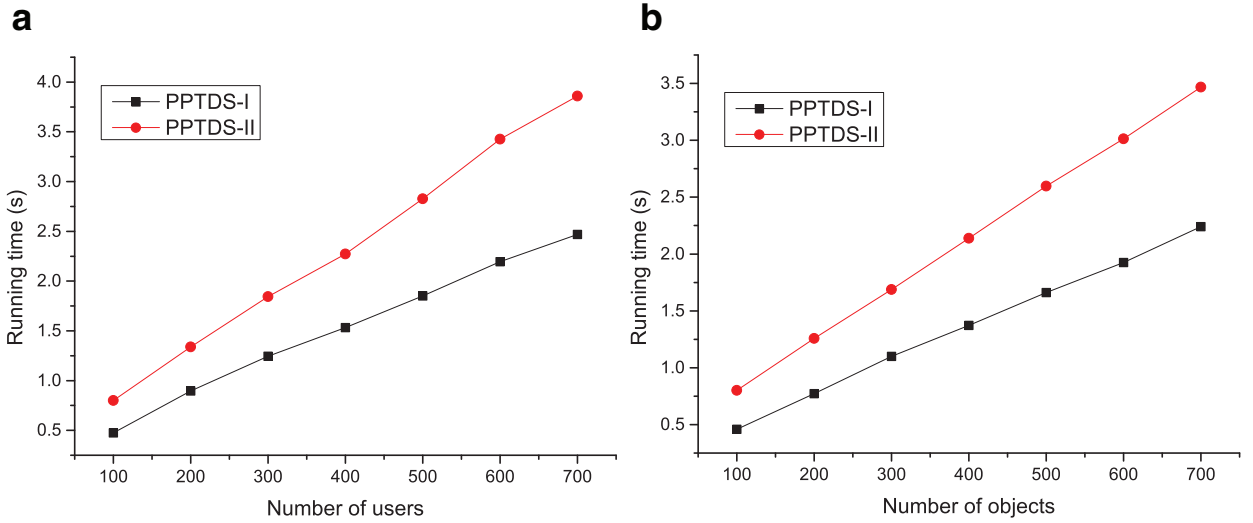 a
PPTDS-I
PPTDS-II
Running time (s)
4.0
3.5
3.0
2.5
2.0
1.5
1.0
0.5
100 200 300 400 500 600 700
Number of users
b
PPTDS-I
PPTDS-II
Running time (s)
3.5
3.0
2.5
2.0
1.5
1.0
0.5
100 200 300 400 500 600 700
Number of objects